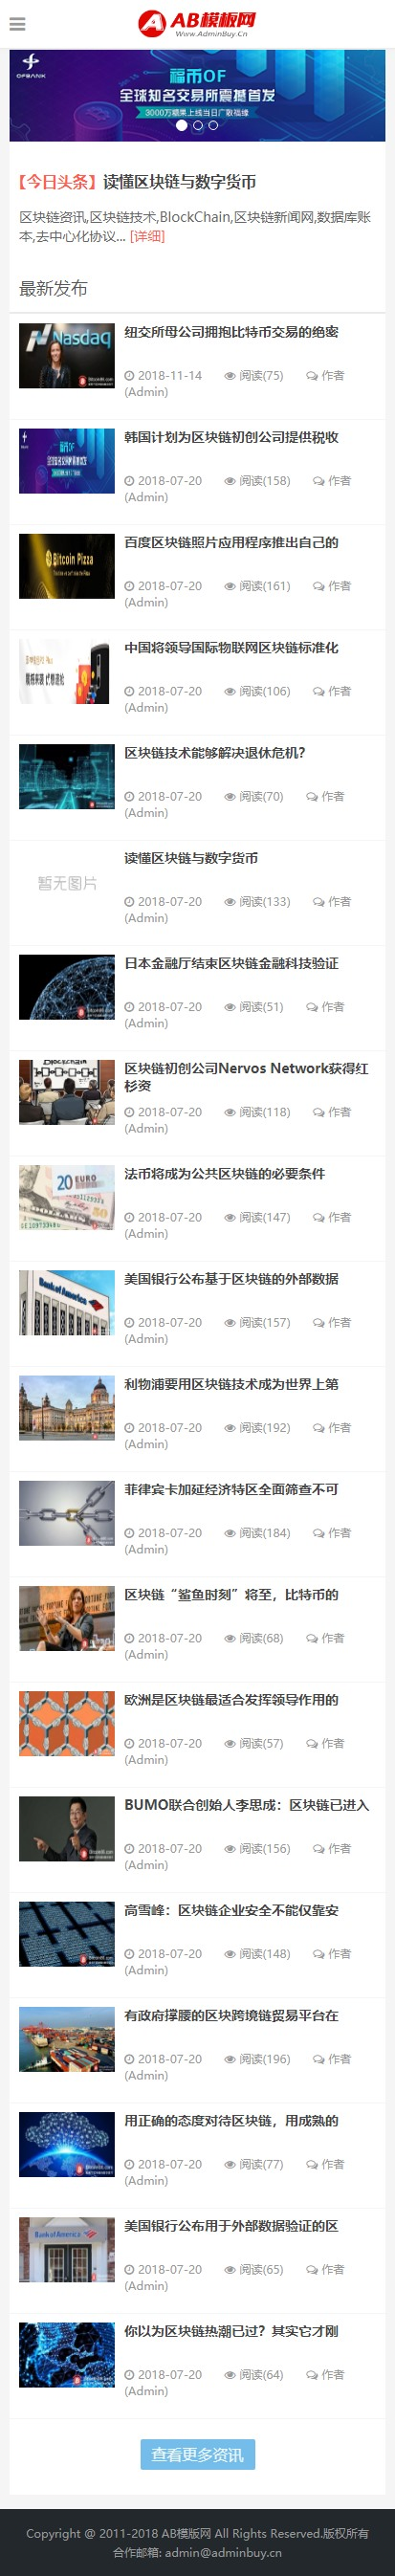 AB模板网
Www.AdminBuy.Cn
OFBANK
福币OF
全球知名交易所震撼首发
3000万糖果上线当日广散福缘
【今日头条】读懂区块链与数字货币
区块链资讯,区块链技术,BlockChain,区块链新闻网,数据库账
本,去中心化协议... [详细]
最新发布
Nasdaq
纽交所母公司拥抱比特币交易的绝密
2018-11-14 阅读(75) 作者
(Admin)
福币OF
韩国计划为区块链初创公司提供税收
2018-07-20 阅读(158) 作者
(Admin)
Bitcoin Pizza
百度区块链照片应用程序推出自己的
2018-07-20 阅读(161) 作者
(Admin)
中国将领导国际物联网区块链标准化
2018-07-20 阅读(106) 作者
(Admin)
区块链技术能够解决退休危机？
2018-07-20 阅读(70) 作者
(Admin)
暂无图片
读懂区块链与数字货币
2018-07-20 阅读(133) 作者
(Admin)
日本金融厅结束区块链金融科技验证
2018-07-20 阅读(51) 作者
(Admin)
Blockchain
区块链初创公司Nervos Network获得红
杉资
2018-07-20 阅读(118) 作者
(Admin)
20 EURO
法币将成为公共区块链的必要条件
2018-07-20 阅读(147) 作者
(Admin)
Bank of America
美国银行公布基于区块链的外部数据
2018-07-20 阅读(157) 作者
(Admin)
利物浦要用区块链技术成为世界上第
2018-07-20 阅读(192) 作者
(Admin)
菲律宾卡加延经济特区全面筛查不可
2018-07-20 阅读(184) 作者
(Admin)
区块链“鲨鱼时刻”将至，比特币的
2018-07-20 阅读(68) 作者
(Admin)
欧洲是区块链最适合发挥领导作用的
2018-07-20 阅读(57) 作者
(Admin)
BUMO联合创始人李思成：区块链已进入
2018-07-20 阅读(156) 作者
(Admin)
高雪峰：区块链企业安全不能仅靠安
2018-07-20 阅读(148) 作者
(Admin)
有政府撑腰的区块跨境链贸易平台在
2018-07-20 阅读(196) 作者
(Admin)
用正确的态度对待区块链，用成熟的
2018-07-20 阅读(77) 作者
(Admin)
Bank of America
美国银行公布用于外部数据验证的区
2018-07-20 阅读(65) 作者
(Admin)
你以为区块链热潮已过？其实它才刚
2018-07-20 阅读(64) 作者
(Admin)
查看更多资讯
Copyright @ 2011-2018 AB模版网 All Rights Reserved.版权所有
合作邮箱: admin@adminbuy.cn